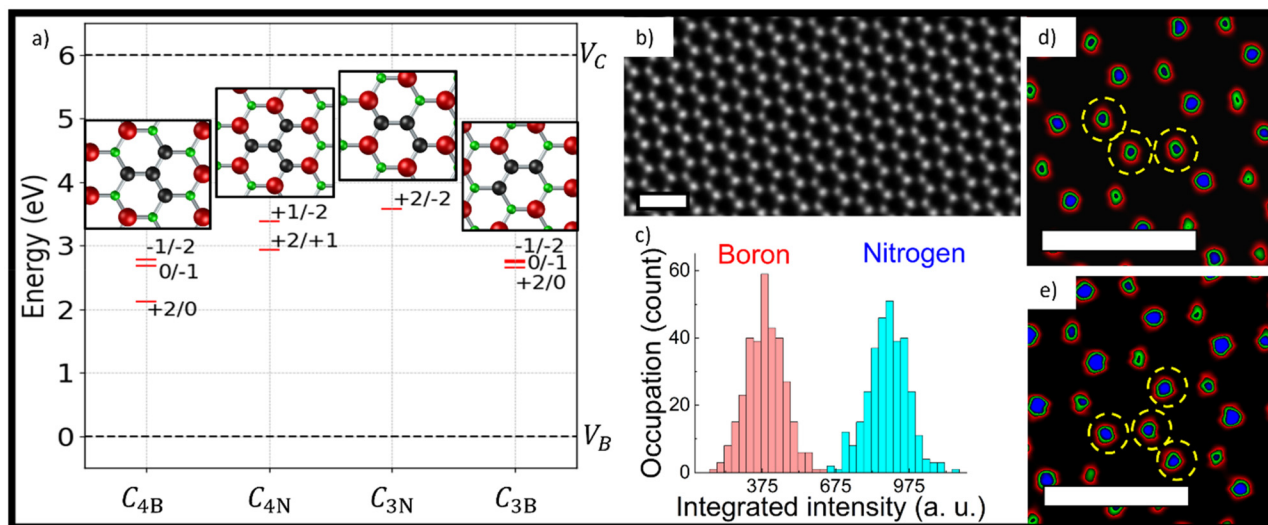 a)
Energy (eV)
6
5
4
3
2
1
0
V_C
V_B
-1/-2
0/-1
+2/0
+1/-2
+2/+1
+2/-2
-1/-2
0/-1
+2/0
C_4B
C_4N
C_3N
C_3B
b)
c)
Boron
Nitrogen
Occupation (count)
60
40
20
0
375
675
975
Integrated intensity (a. u.)
d)
e)